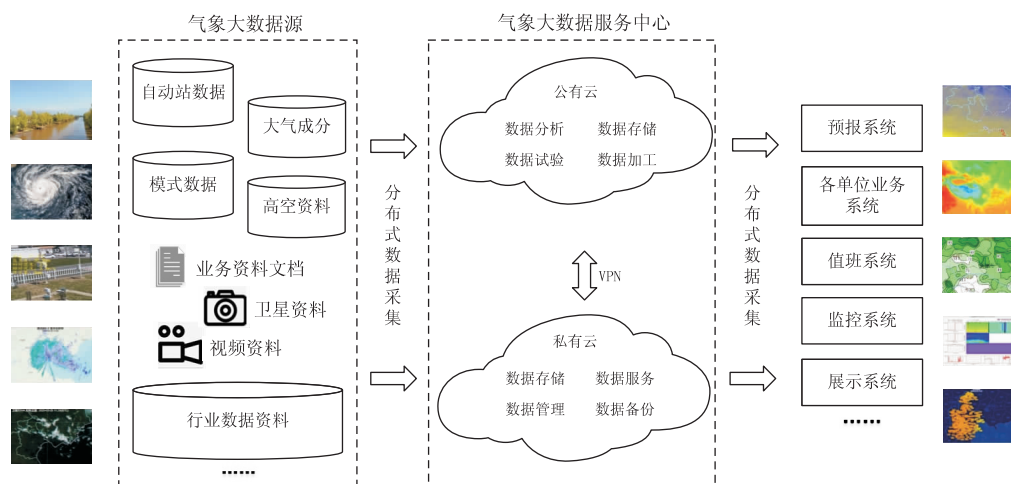 气象大数据源
自动站数据
大气成分
模式数据
高空资料
业务资料文档
卫星资料
视频资料
行业数据资料
……
分布式数据采集
气象大数据服务中心
公有云
数据分析 数据存储
数据试验 数据加工
VPN
私有云
数据存储 数据服务
数据管理 数据备份
分布式数据采集
预报系统
各单位业务
系统
值班系统
监控系统
展示系统
……